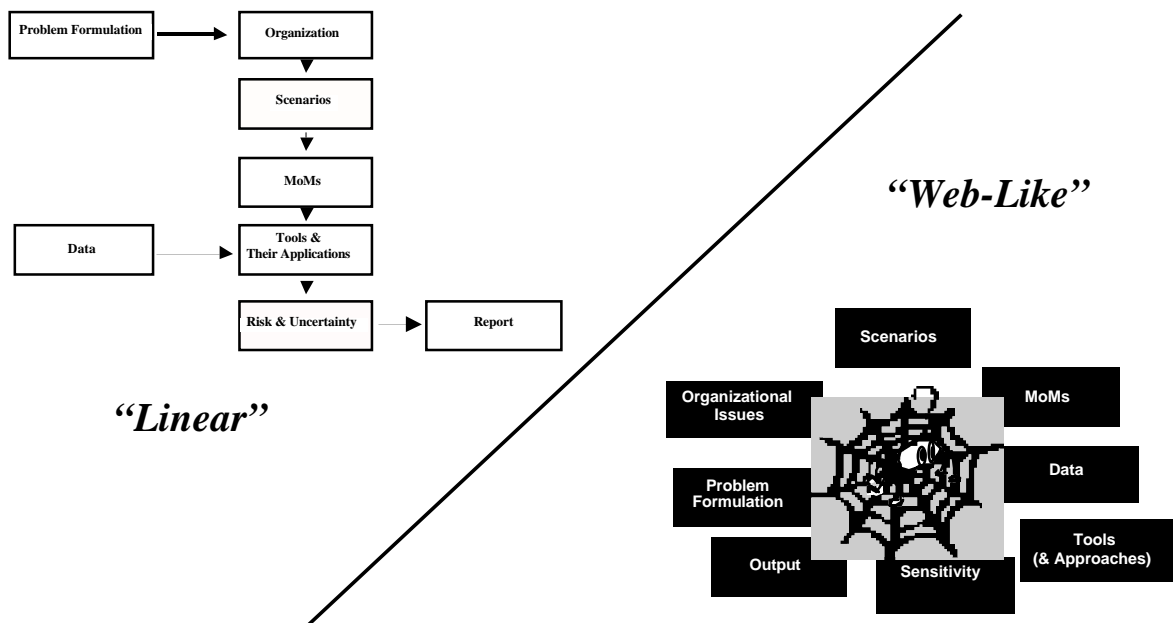 Problem Formulation
Organization
Scenarios
MoMs
Data
Tools &
Their Applications
Risk & Uncertainty
Report
“Linear”
“Web-Like”
Scenarios
Organizational
Issues
MoMs
Problem
Formulation
Data
Output
Sensitivity
Tools
(& Approaches)